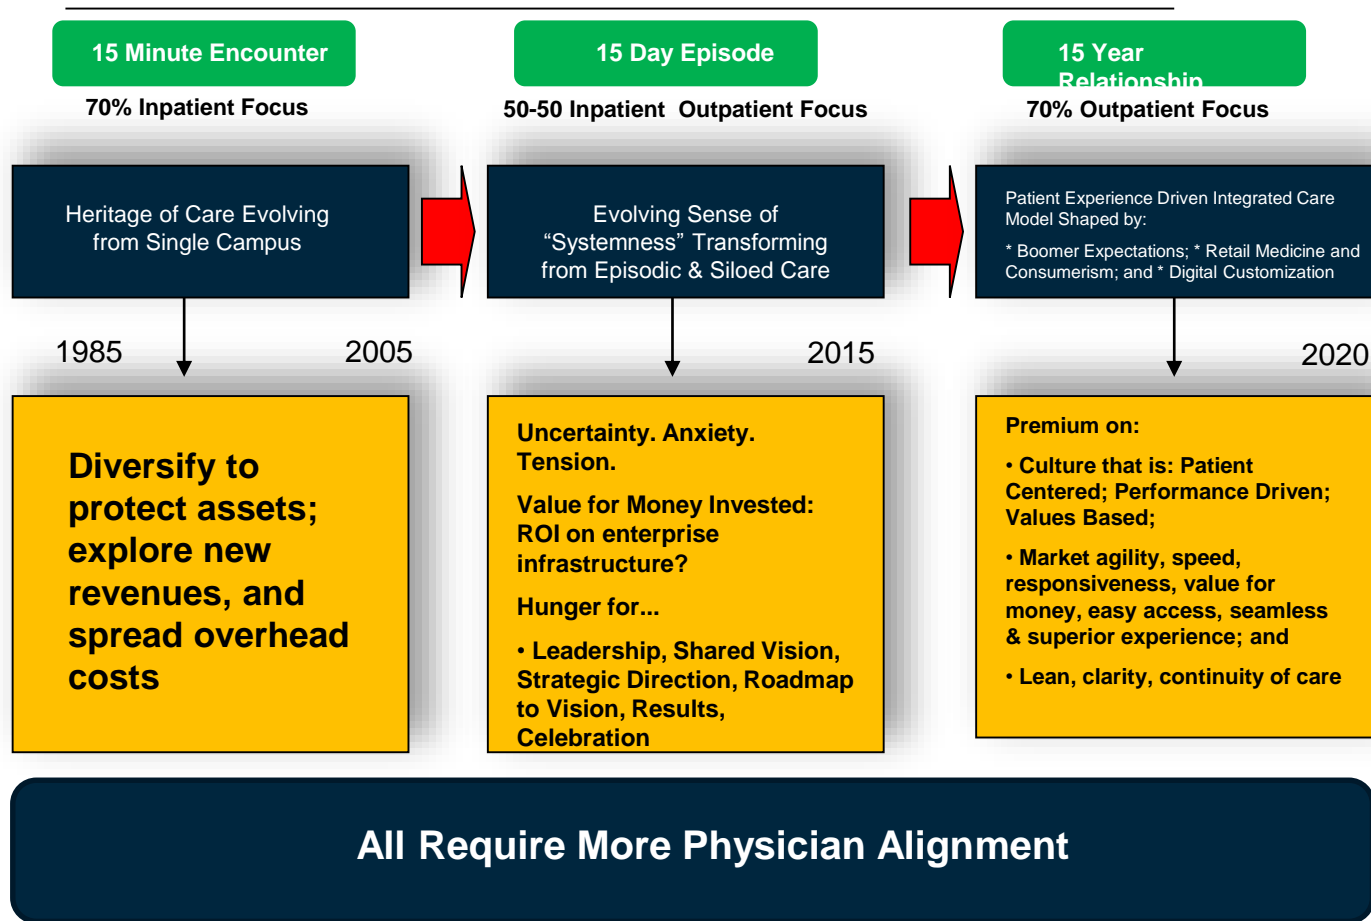 15 Minute Encounter
70% Inpatient Focus
Heritage of Care Evolving
from Single Campus
1985
2005
Diversify to
protect assets;
explore new
revenues, and
spread overhead
costs
15 Day Episode
50-50 Inpatient Outpatient Focus
Evolving Sense of
“Systemness” Transforming
from Episodic & Siloed Care
2015
Uncertainty. Anxiety.
Tension.
Value for Money Invested:
ROI on enterprise
infrastructure?
Hunger for...
• Leadership, Shared Vision,
Strategic Direction, Roadmap
to Vision, Results,
Celebration
15 Year
Relationship
70% Outpatient Focus
Patient Experience Driven Integrated Care
Model Shaped by:
* Boomer Expectations; * Retail Medicine and
Consumerism; and * Digital Customization
2020
Premium on:
• Culture that is: Patient
Centered; Performance Driven;
Values Based;
• Market agility, speed,
responsiveness, value for
money, easy access, seamless
& superior experience; and
• Lean, clarity, continuity of care
All Require More Physician Alignment